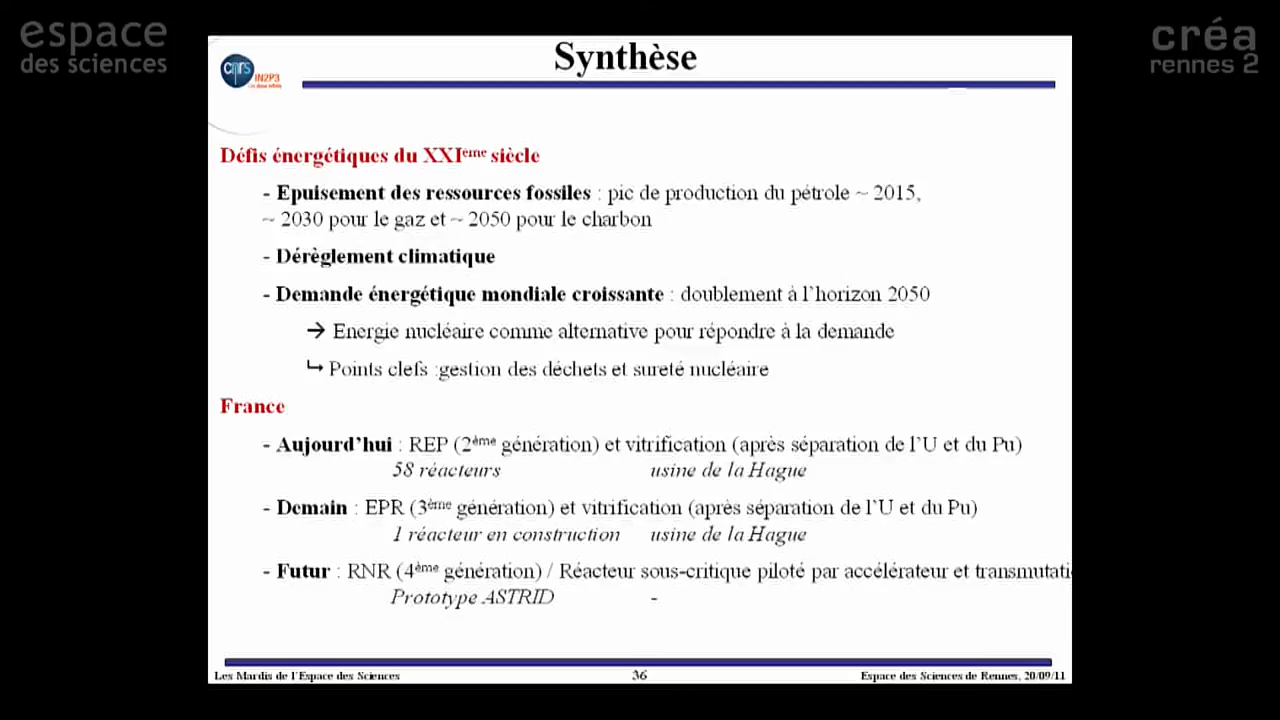 espace
des sciences
créa
rennes 2
Synthèse
cnrs
IN2P3
Défis énergétiques du XXIème siècle
- Epuisement des ressources fossiles : pic de production du pétrole ~ 2015,
~ 2030 pour le gaz et ~ 2050 pour le charbon
- Dérèglement climatique
- Demande énergétique mondiale croissante : doublement à l'horizon 2050
→ Energie nucléaire comme alternative pour répondre à la demande
↳ Points clefs :gestion des déchets et sureté nucléaire
France
- Aujourd'hui : REP (2ème génération) et vitrification (après séparation de l'U et du Pu)
58 réacteurs usine de la Hague
- Demain : EPR (3ème génération) et vitrification (après séparation de l'U et du Pu)
1 réacteur en construction usine de la Hague
- Futur : RNR (4ème génération) / Réacteur sous-critique piloté par accélérateur et transmutati
Prototype ASTRID -
Les Mardis de l'Espace des Sciences
36
Espace des Sciences de Rennes, 20/09/11